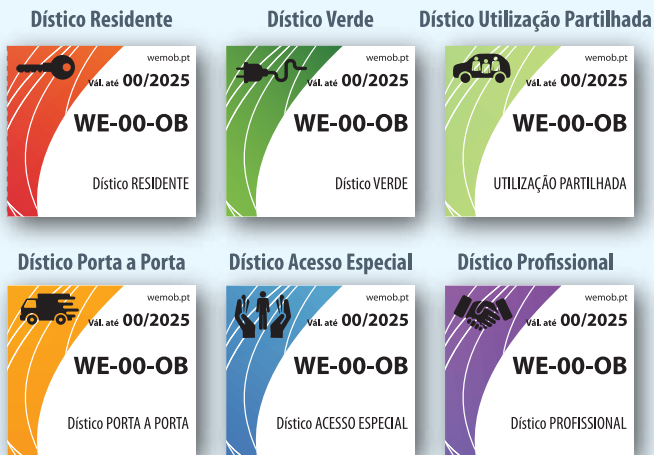 Dístico Residente
wemob.pt
Vál. até 00/2025
WE-00-OB
Dístico RESIDENTE
Dístico Verde
wemob.pt
Vál. até 00/2025
WE-00-OB
Dístico VERDE
Dístico Utilização Partilhada
wemob.pt
Vál. até 00/2025
WE-00-OB
UTILIZAÇÃO PARTILHADA
Dístico Porta a Porta
wemob.pt
Vál. até 00/2025
WE-00-OB
Dístico PORTA A PORTA
Dístico Acesso Especial
wemob.pt
Vál. até 00/2025
WE-00-OB
Dístico ACESSO ESPECIAL
Dístico Profissional
wemob.pt
Vál. até 00/2025
WE-00-OB
Dístico PROFISSIONAL